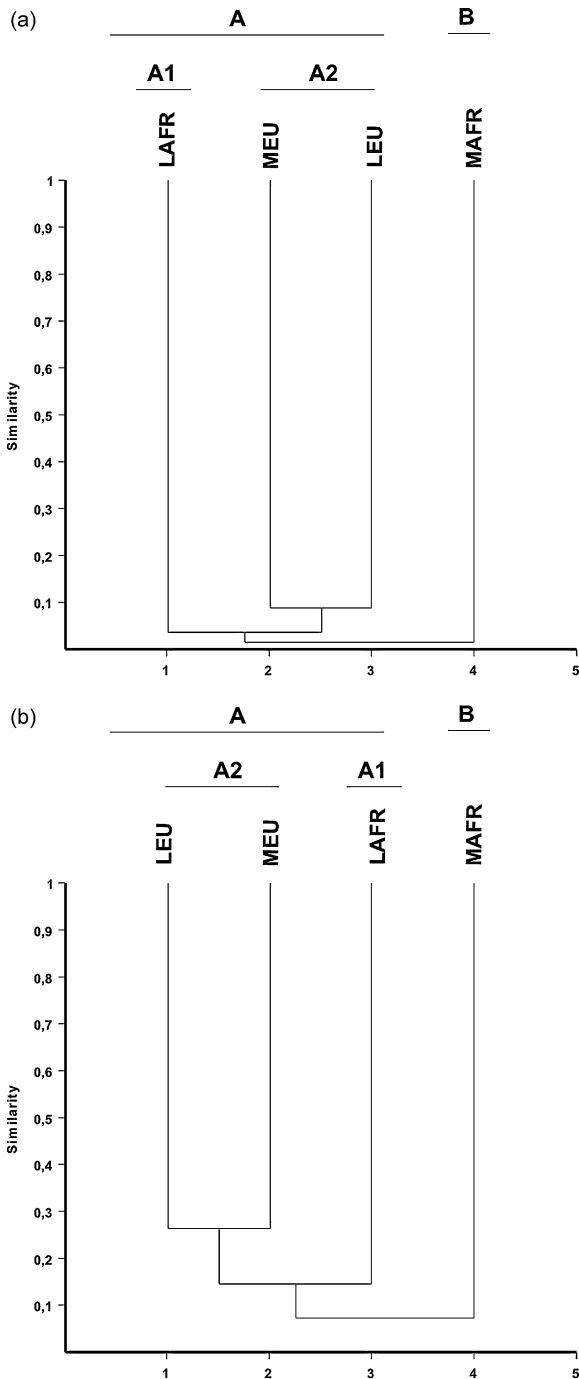 (a)
A B
A1 A2
LAFR MEU LEU MAFR
1
0,9
0,8
0,7
0,6
0,5
0,4
0,3
0,2
0,1
Similarity
1 2 3 4 5
(b)
A B
A2 A1
LEU MEU LAFR MAFR
1
0,9
0,8
0,7
0,6
0,5
0,4
0,3
0,2
0,1
Similarity
1 2 3 4 5